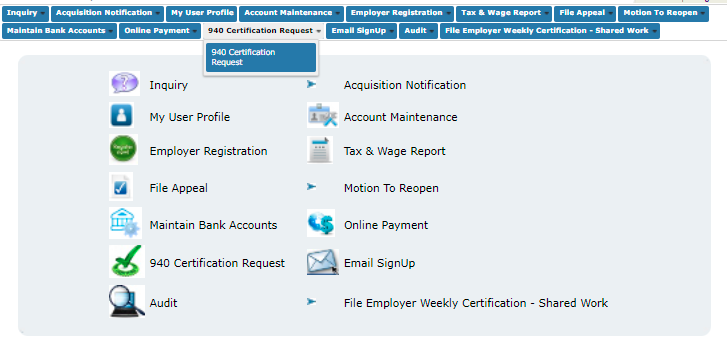 Inquiry Acquisition Notification My User Profile Account Maintenance Employer Registration Tax & Wage Report File Appeal Motion To Reopen
Maintain Bank Accounts Online Payment 940 Certification Request Email SignUp Audit File Employer Weekly Certification - Shared Work
940 Certification
Request
Inquiry Acquisition Notification
My User Profile Account Maintenance
Employer Registration Tax & Wage Report
File Appeal Motion To Reopen
Maintain Bank Accounts Online Payment
940 Certification Request Email SignUp
Audit File Employer Weekly Certification - Shared Work